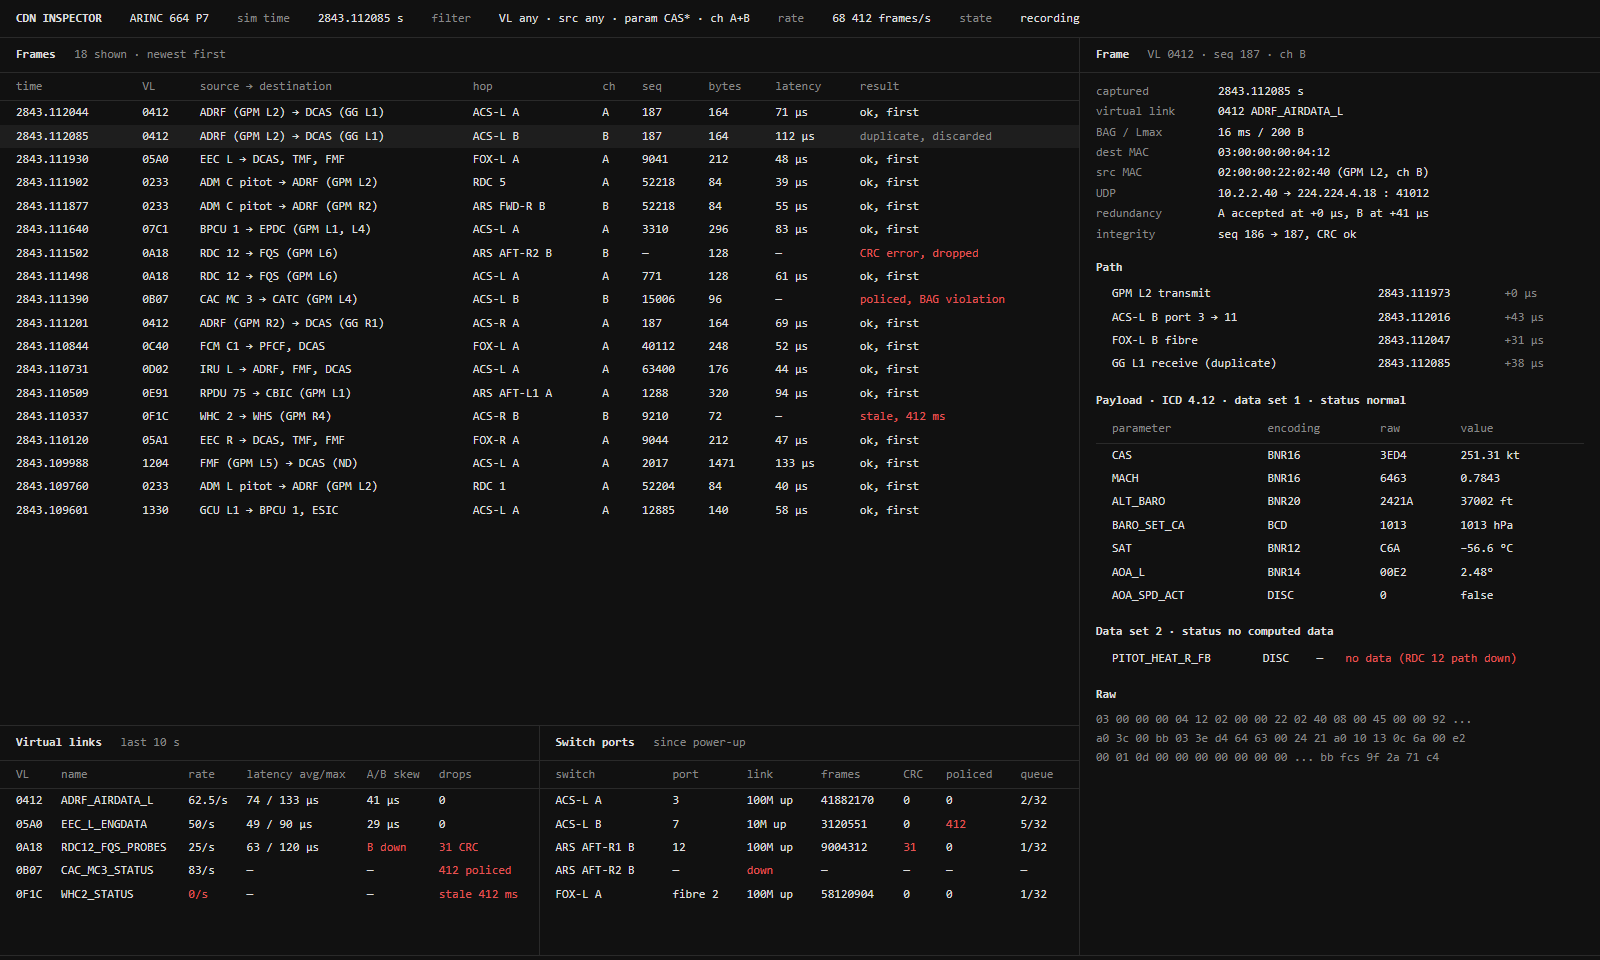 CDN INSPECTOR ARINC 664 P7 sim time 2843.112085 s filter VL any · src any · param CAS* · ch A+B rate 68 412 frames/s state recording
Frames 18 shown · newest first
time VL source → destination hop ch seq bytes latency result
2843.112044 0412 ADRF (GPM L2) → DCAS (GG L1) ACS-L A A 187 164 71 µs ok, first
2843.112085 0412 ADRF (GPM L2) → DCAS (GG L1) ACS-L B B 187 164 112 µs duplicate, discarded
2843.111930 05A0 EEC L → DCAS, TMF, FMF FOX-L A A 9041 212 48 µs ok, first
2843.111902 0233 ADM C pitot → ADRF (GPM L2) RDC 5 A 52218 84 39 µs ok, first
2843.111877 0233 ADM C pitot → ADRF (GPM R2) ARS FWD-R B B 52218 84 55 µs ok, first
2843.111640 07C1 BPCU 1 → EPDC (GPM L1, L4) ACS-L A A 3310 296 83 µs ok, first
2843.111502 0A18 RDC 12 → FQS (GPM L6) ARS AFT-R2 B B — 128 — CRC error, dropped
2843.111498 0A18 RDC 12 → FQS (GPM L6) ACS-L A A 771 128 61 µs ok, first
2843.111390 0B07 CAC MC 3 → CATC (GPM L4) ACS-L B B 15006 96 — policed, BAG violation
2843.111201 0412 ADRF (GPM R2) → DCAS (GG R1) ACS-R A A 187 164 69 µs ok, first
2843.110844 0C40 FCM C1 → PFCF, DCAS FOX-L A A 40112 248 52 µs ok, first
2843.110731 0D02 IRU L → ADRF, FMF, DCAS ACS-L A A 63400 176 44 µs ok, first
2843.110509 0E91 RPDU 75 → CBIC (GPM L1) ARS AFT-L1 A A 1288 320 94 µs ok, first
2843.110337 0F1C WHC 2 → WHS (GPM R4) ACS-R B B 9210 72 — stale, 412 ms
2843.110120 05A1 EEC R → DCAS, TMF, FMF FOX-R A A 9044 212 47 µs ok, first
2843.109988 1204 FMF (GPM L5) → DCAS (ND) ACS-L A A 2017 1471 133 µs ok, first
2843.109760 0233 ADM L pitot → ADRF (GPM L2) RDC 1 A 52204 84 40 µs ok, first
2843.109601 1330 GCU L1 → BPCU 1, ESIC ACS-L A A 12885 140 58 µs ok, first
Virtual links last 10 s
VL name rate latency avg/max A/B skew drops
0412 ADRF_AIRDATA_L 62.5/s 74 / 133 µs 41 µs 0
05A0 EEC_L_ENGDATA 50/s 49 / 90 µs 29 µs 0
0A18 RDC12_FQS_PROBES 25/s 63 / 120 µs B down 31 CRC
0B07 CAC_MC3_STATUS 83/s — — 412 policed
0F1C WHC2_STATUS 0/s — — stale 412 ms
Switch ports since power-up
switch port link frames CRC policed queue
ACS-L A 3 100M up 41882170 0 0 2/32
ACS-L B 7 10M up 3120551 0 412 5/32
ARS AFT-R1 B 12 100M up 9004312 31 0 1/32
ARS AFT-R2 B — down — — — —
FOX-L A fibre 2 100M up 58120904 0 0 1/32
Frame VL 0412 · seq 187 · ch B
captured 2843.112085 s
virtual link 0412 ADRF_AIRDATA_L
BAG / Lmax 16 ms / 200 B
dest MAC 03:00:00:00:04:12
src MAC 02:00:00:22:02:40 (GPM L2, ch B)
UDP 10.2.2.40 → 224.224.4.18 : 41012
redundancy A accepted at +0 µs, B at +41 µs
integrity seq 186 → 187, CRC ok
Path
GPM L2 transmit 2843.111973 +0 µs
ACS-L B port 3 → 11 2843.112016 +43 µs
FOX-L B fibre 2843.112047 +31 µs
GG L1 receive (duplicate) 2843.112085 +38 µs
Payload · ICD 4.12 · data set 1 · status normal
parameter encoding raw value
CAS BNR16 3ED4 251.31 kt
MACH BNR16 6463 0.7843
ALT_BARO BNR20 2421A 37002 ft
BARO_SET_CA BCD 1013 1013 hPa
SAT BNR12 C6A −56.6 °C
AOA_L BNR14 00E2 2.48°
AOA_SPD_ACT DISC 0 false
Data set 2 · status no computed data
PITOT_HEAT_R_FB DISC — no data (RDC 12 path down)
Raw
03 00 00 00 04 12 02 00 00 22 02 40 08 00 45 00 00 92 ...
a0 3c 00 bb 03 3e d4 64 63 00 24 21 a0 10 13 0c 6a 00 e2
00 01 0d 00 00 00 00 00 00 00 ... bb fcs 9f 2a 71 c4